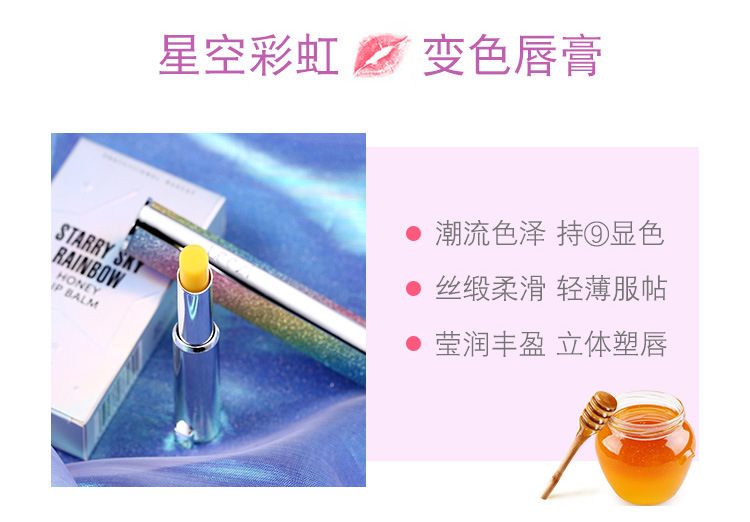 星空彩虹 变色唇膏
潮流色泽 持⑨显色
丝缎柔滑 轻薄服帖
莹润丰盈 立体塑唇
STARRY SKY
RAINBOW
HONEY
LIP BALM